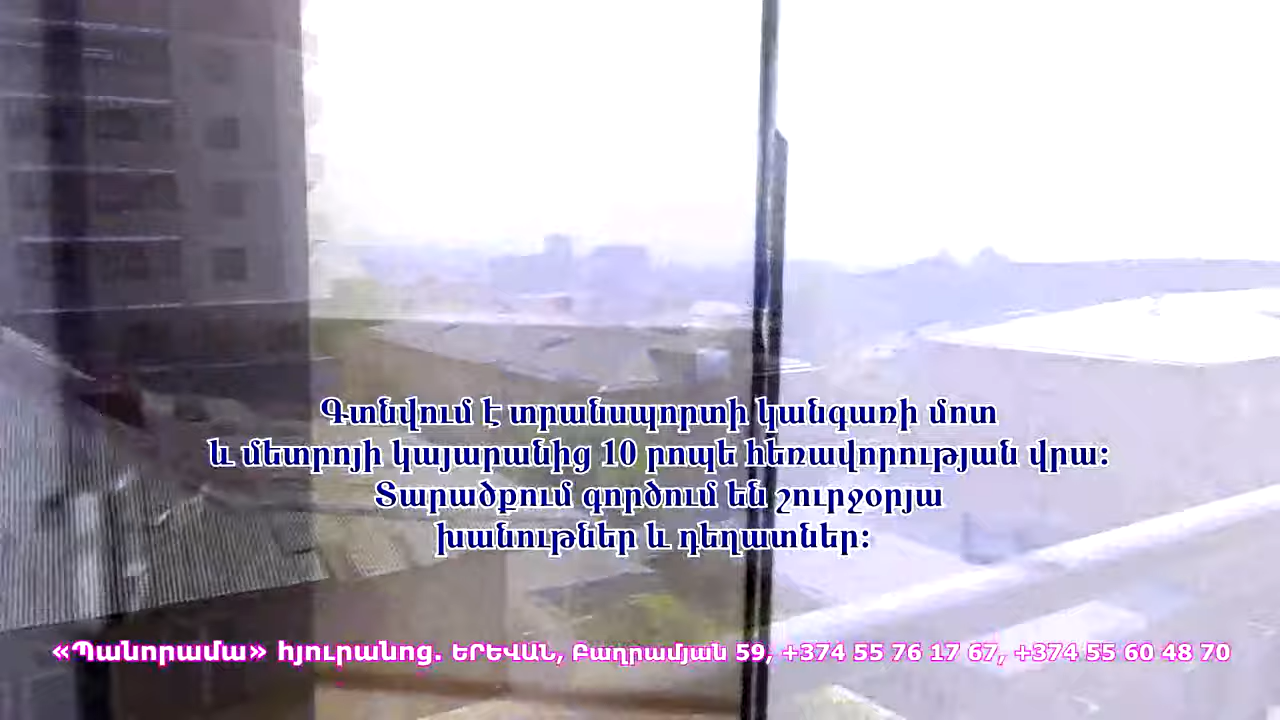 Գտնվում է տրանսպորտի կանգառի մոտ
և մետրոյի կայարանից 10 րոպե հեռավորության վրա:
Տարածքում գործում են շուրջօրյա
խանութներ և դեղատներ:
«Պանորամա» հյուրանոց. ԵՐԵՎԱՆ, Բաղրամյան 59, +374 55 76 17 67, +374 55 60 48 70